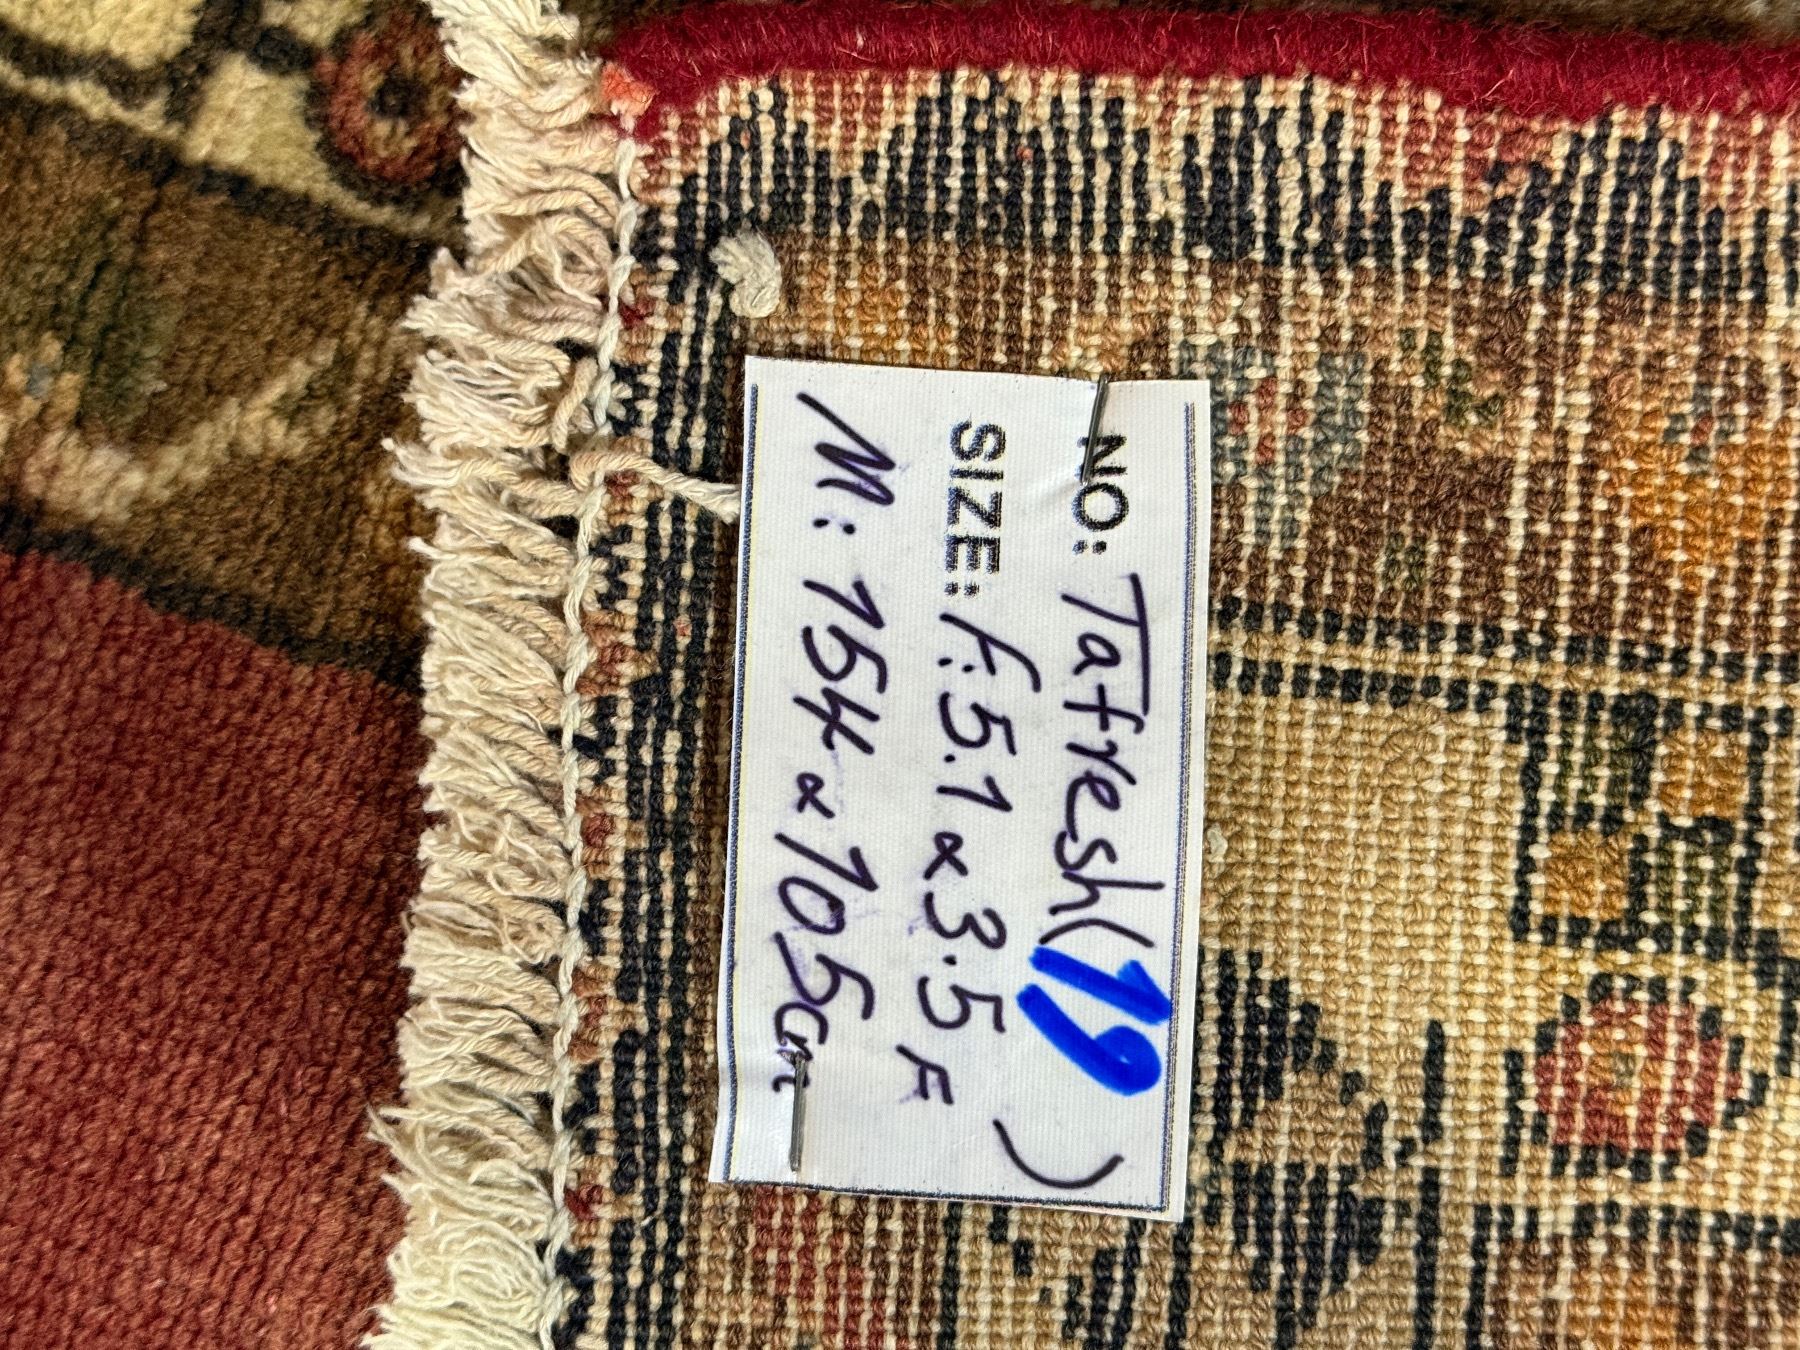 NO: Tafresh(19)
SIZE: F: 5.1 x 3.5 F
M: 154 x 105cm